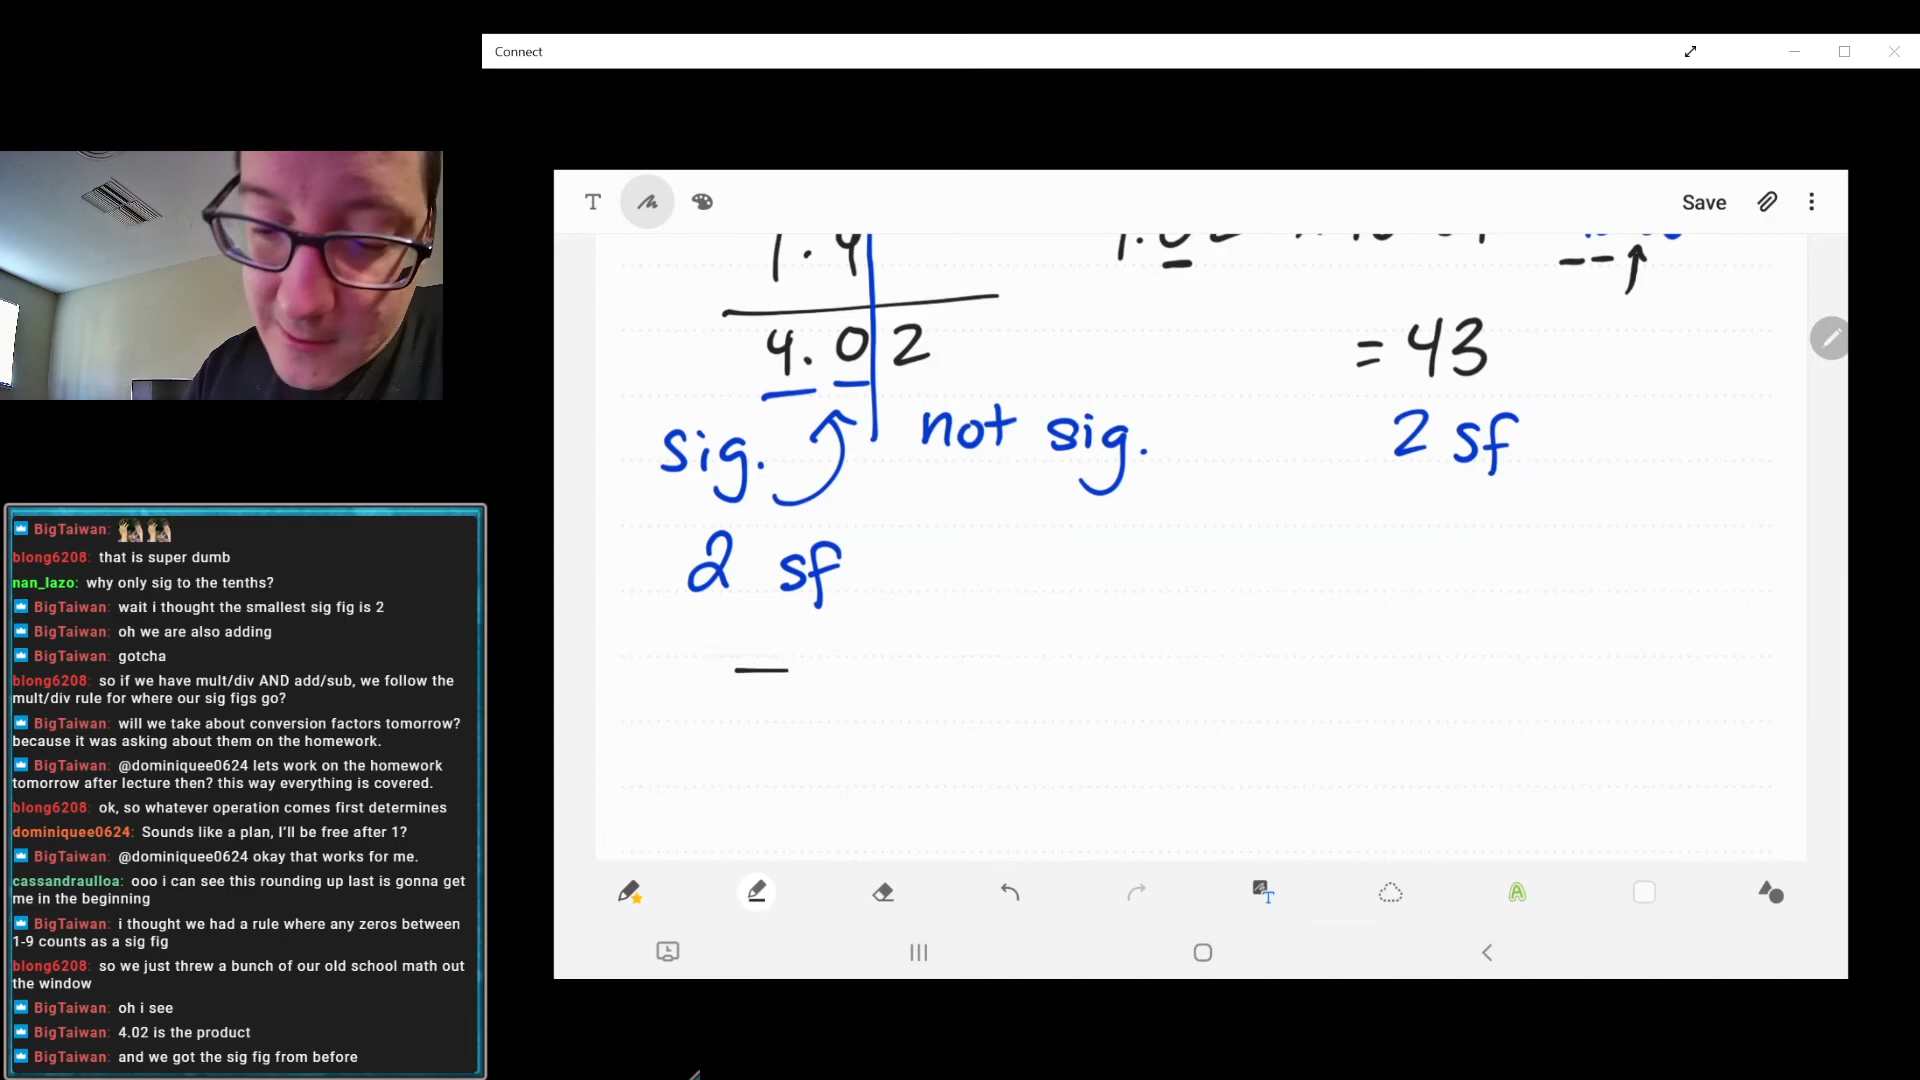 Connect
T
Save
1.4
4.02
= 43
sig.
not sig.
2 sf
2 sf
BigTaiwan:
blong6208: that is super dumb
nan_lazo: why only sig to the tenths?
BigTaiwan: wait i thought the smallest sig fig is 2
BigTaiwan: oh we are also adding
BigTaiwan: gotcha
blong6208: so if we have mult/div AND add/sub, we follow the
mult/div rule for where our sig figs go?
BigTaiwan: will we take about conversion factors tomorrow?
because it was asking about them on the homework.
BigTaiwan: @dominiquee0624 lets work on the homework
tomorrow after lecture then? this way everything is covered.
blong6208: ok, so whatever operation comes first determines
dominiquee0624: Sounds like a plan, I'll be free after 1?
BigTaiwan: @dominiquee0624 okay that works for me.
cassandraulloa: ooo i can see this rounding up last is gonna get
me in the beginning
BigTaiwan: i thought we had a rule where any zeros between
1-9 counts as a sig fig
blong6208: so we just threw a bunch of our old school math out
the window
BigTaiwan: oh i see
BigTaiwan: 4.02 is the product
BigTaiwan: and we got the sig fig from before